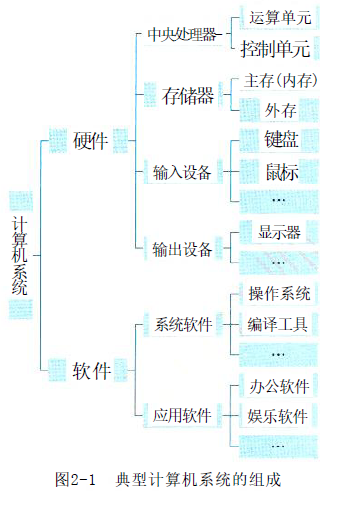 计算机系统
硬件
中央处理器
运算单元
控制单元
存储器
主存(内存)
外存
输入设备
键盘
鼠标
…
输出设备
显示器
…
软件
系统软件
操作系统
编译工具
…
应用软件
办公软件
娱乐软件
…
图2-1 典型计算机系统的组成